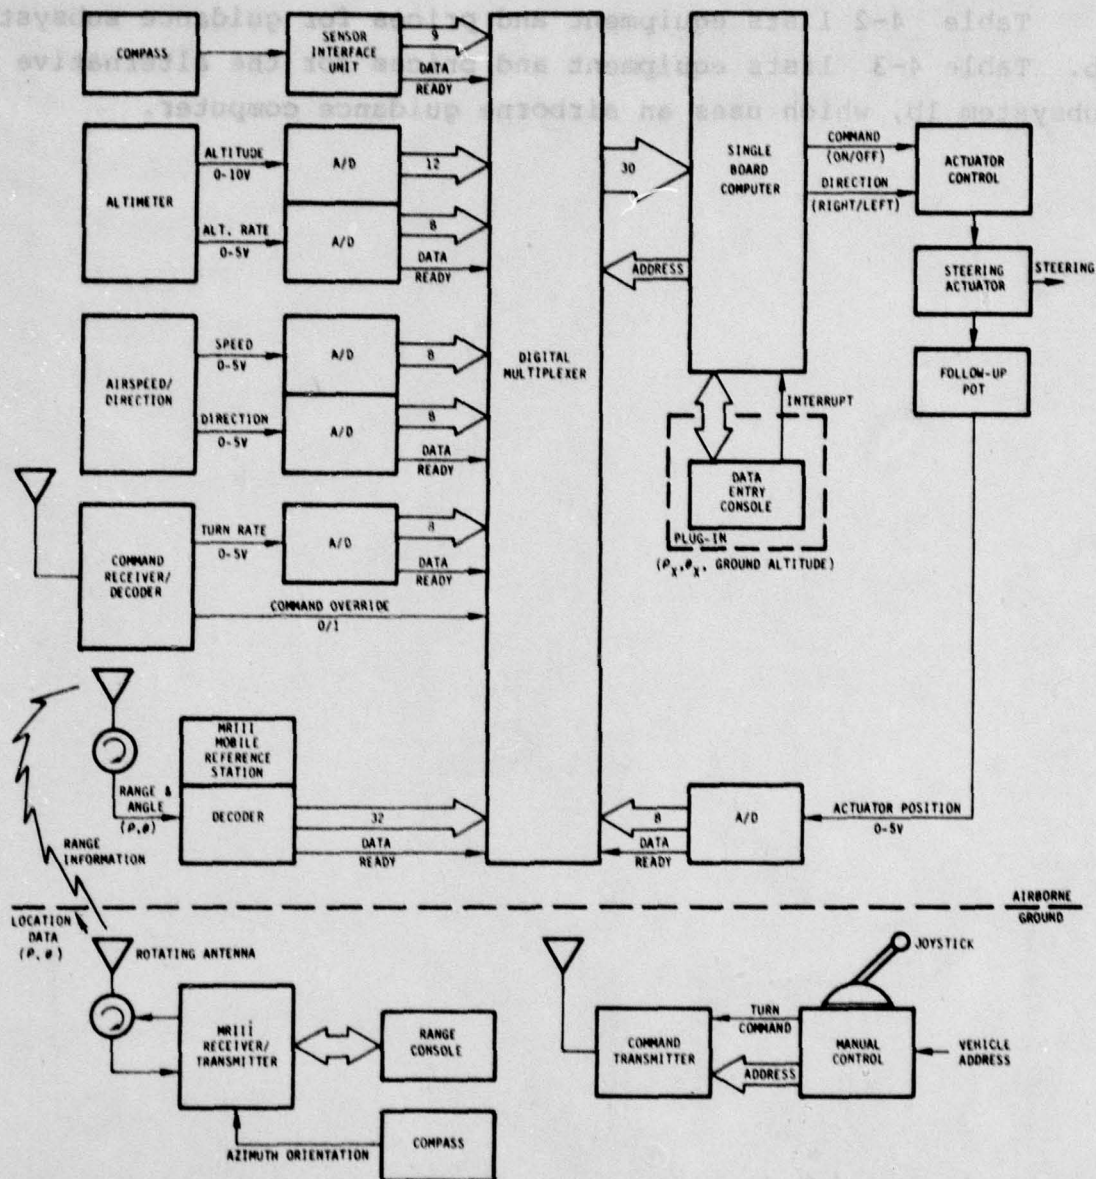 Table 4-2 lists equipment and prices for guidance subsyst
6. Table 4-3 lists equipment and prices for the alternative
ubsystem 1b, which uses an airborne guidance computer.
COMPASS
SENSOR
INTERFACE
UNIT
9
DATA
READY
ALTIMETER
ALTITUDE
0-10V
A/D
12
ALT. RATE
0-5V
A/D
8
DATA
READY
AIRSPEED/
DIRECTION
SPEED
0-5V
A/D
8
DIRECTION
0-5V
A/D
8
DATA
READY
COMMAND
RECEIVER/
DECODER
TURN RATE
0-5V
A/D
8
DATA
READY
COMMAND OVERRIDE
0/1
DIGITAL
MULTIPLEXER
30
ADDRESS
SINGLE
BOARD
COMPUTER
COMMAND
(ON/OFF)
DIRECTION
(RIGHT/LEFT)
ACTUATOR
CONTROL
STEERING
ACTUATOR
STEERING
FOLLOW-UP
POT
INTERRUPT
DATA
ENTRY
CONSOLE
PLUG-IN
(ρX, θX, GROUND ALTITUDE)
MRIII
MOBILE
REFERENCE
STATION
DECODER
RANGE &
ANGLE
(ρ,θ)
32
DATA
READY
RANGE
INFORMATION
8
DATA
READY
A/D
ACTUATOR POSITION
0-5V
AIRBORNE
GROUND
LOCATION
DATA
(ρ,θ)
ROTATING ANTENNA
MRIII
RECEIVER/
TRANSMITTER
RANGE
CONSOLE
COMPASS
AZIMUTH ORIENTATION
COMMAND
TRANSMITTER
TURN
COMMAND
ADDRESS
JOYSTICK
MANUAL
CONTROL
VEHICLE
ADDRESS